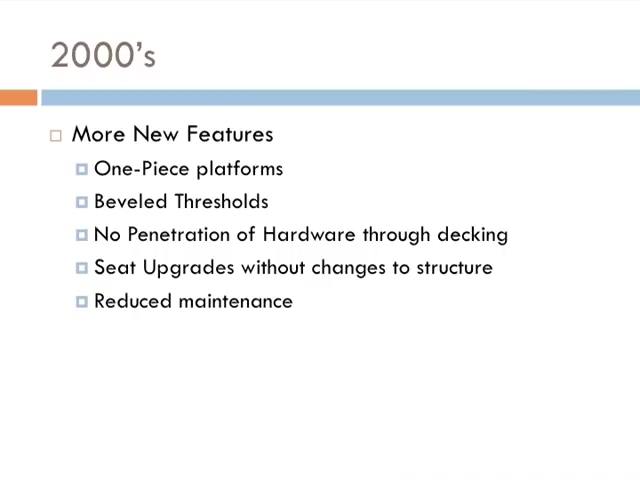 2000's
More New Features
One-Piece platforms
Beveled Thresholds
No Penetration of Hardware through decking
Seat Upgrades without changes to structure
Reduced maintenance